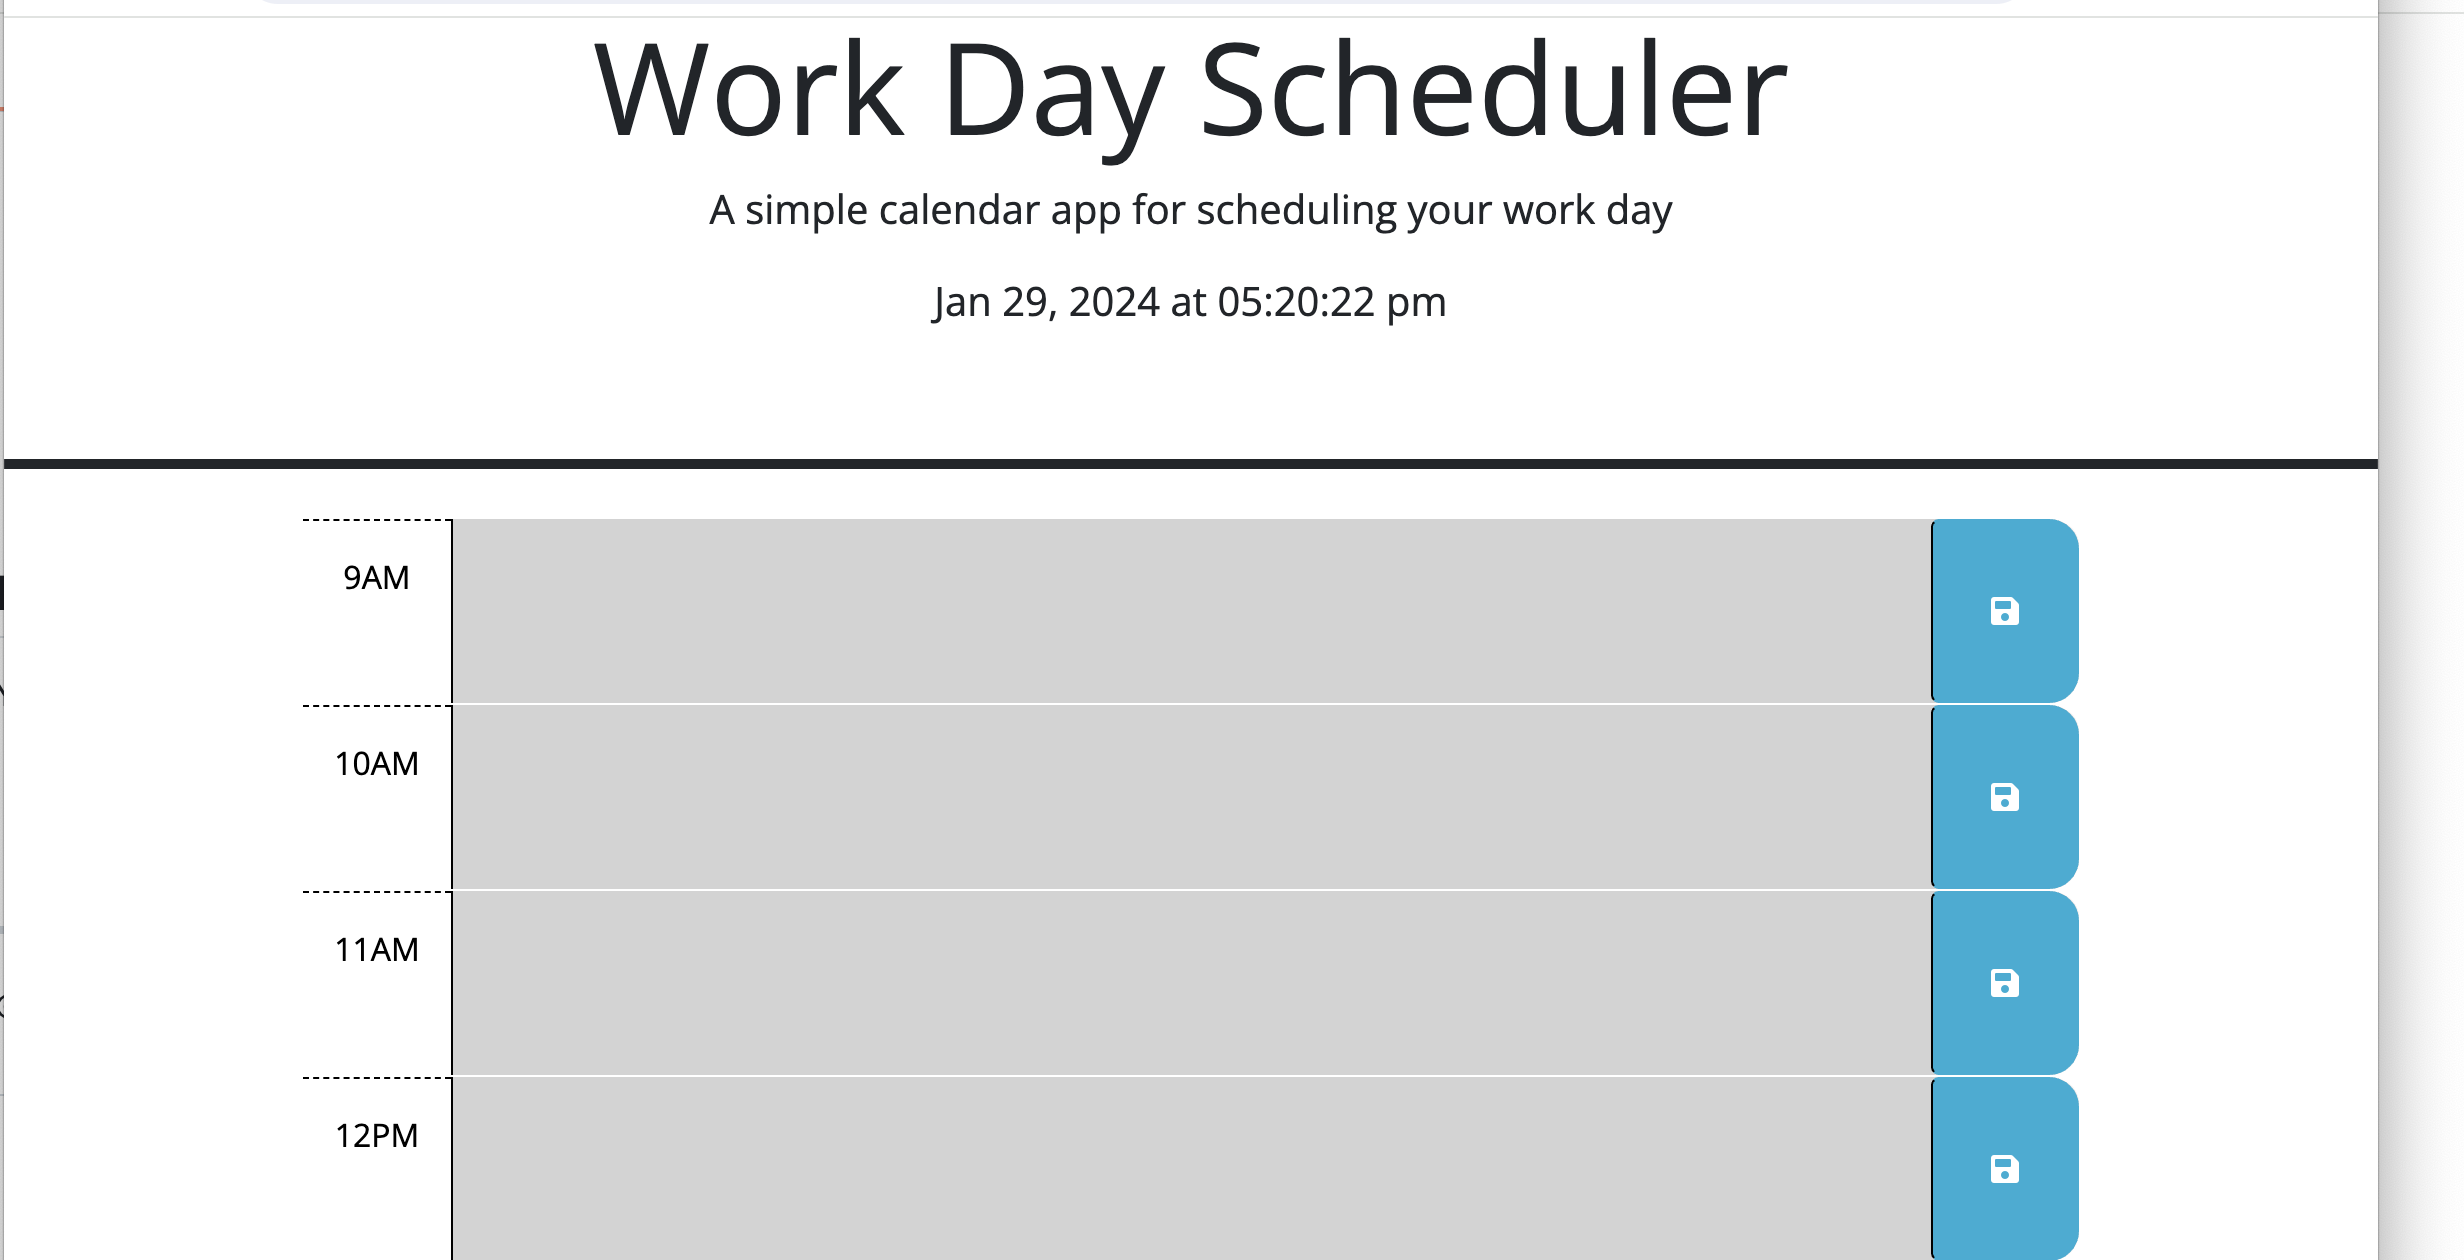 Work Day Scheduler
A simple calendar app for scheduling your work day
Jan 29, 2024 at 05:20:22 pm
9AM
10AM
11AM
12PM